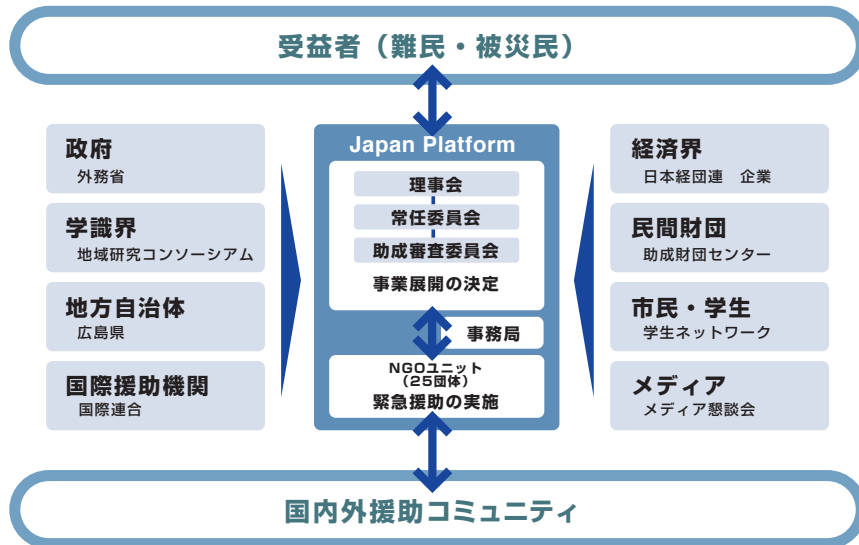 受益者（難民・被災民）
政府
外務省
学識界
地域研究コンソーシアム
地方自治体
広島県
国際援助機関
国際連合
Japan Platform
理事会
常任委員会
助成審査委員会
事業展開の決定
事務局
NGOユニット
（25団体）
緊急援助の実施
経済界
日本経団連　企業
民間財団
助成財団センター
市民・学生
学生ネットワーク
メディア
メディア懇談会
国内外援助コミュニティ